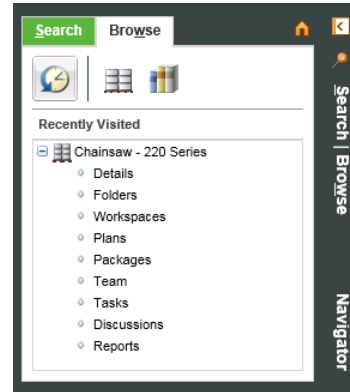 Search Browse
Recently Visited
Chainsaw - 220 Series
Details
Folders
Workspaces
Plans
Packages
Team
Tasks
Discussions
Reports
Search | Browse
Navigator